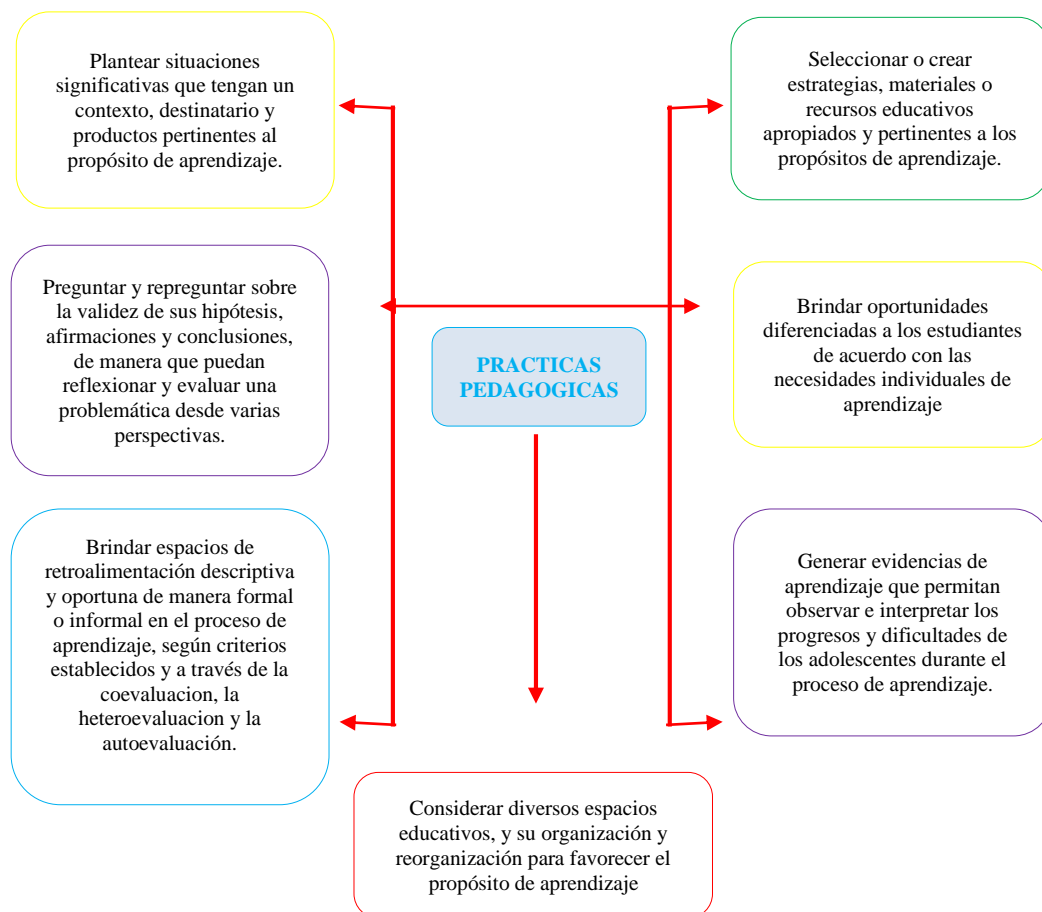 Plantear situaciones
significativas que tengan un
contexto, destinatario y
productos pertinentes al
propósito de aprendizaje.
Seleccionar o crear
estrategias, materiales o
recursos educativos
apropiados y pertinentes a los
propósitos de aprendizaje.
Preguntar y repreguntar sobre
la validez de sus hipótesis,
afirmaciones y conclusiones,
de manera que puedan
reflexionar y evaluar una
problemática desde varias
perspectivas.
PRACTICAS
PEDAGOGICAS
Brindar oportunidades
diferenciadas a los estudiantes
de acuerdo con las
necesidades individuales de
aprendizaje
Brindar espacios de
retroalimentación descriptiva
y oportuna de manera formal
o informal en el proceso de
aprendizaje, según criterios
establecidos y a través de la
coevaluacion, la
heteroevaluacion y la
autoevaluación.
Generar evidencias de
aprendizaje que permitan
observar e interpretar los
progresos y dificultades de
los adolescentes durante el
proceso de aprendizaje.
Considerar diversos espacios
educativos, y su organización y
reorganización para favorecer el
propósito de aprendizaje